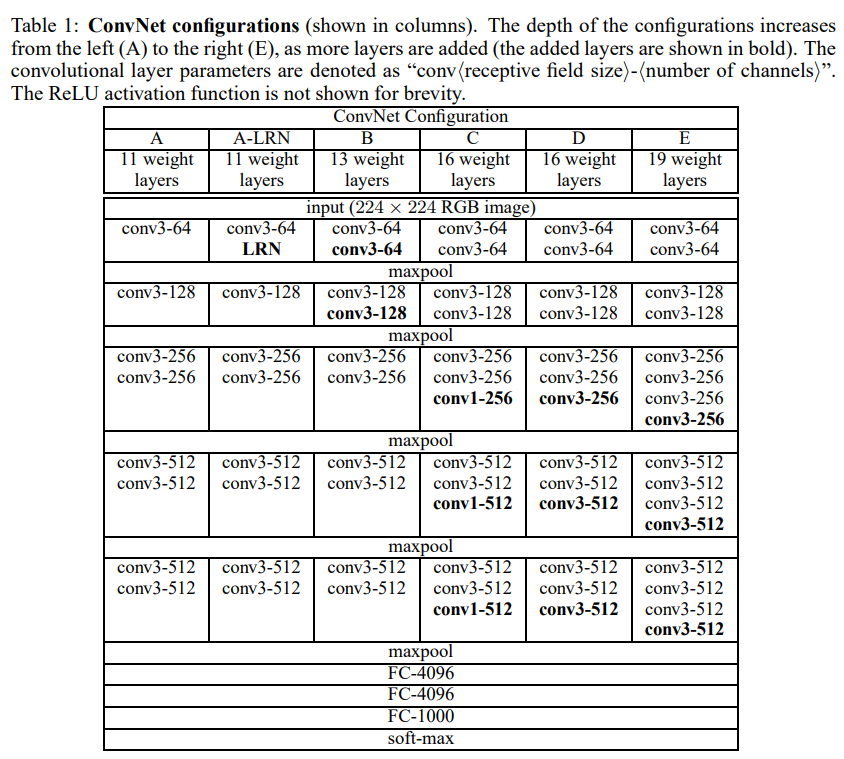 Table 1: ConvNet configurations (shown in columns). The depth of the configurations increases
from the left (A) to the right (E), as more layers are added (the added layers are shown in bold). The
convolutional layer parameters are denoted as “conv⟨receptive field size⟩-⟨number of channels⟩”.
The ReLU activation function is not shown for brevity.
ConvNet Configuration
A A-LRN B C D E
11 weight 11 weight 13 weight 16 weight 16 weight 19 weight
layers layers layers layers layers layers
input (224 × 224 RGB image)
conv3-64 conv3-64 conv3-64 conv3-64 conv3-64 conv3-64
LRN conv3-64 conv3-64 conv3-64 conv3-64
maxpool
conv3-128 conv3-128 conv3-128 conv3-128 conv3-128 conv3-128
conv3-128 conv3-128 conv3-128 conv3-128
maxpool
conv3-256 conv3-256 conv3-256 conv3-256 conv3-256 conv3-256
conv3-256 conv3-256 conv3-256 conv3-256 conv3-256 conv3-256
conv1-256 conv3-256 conv3-256
conv3-256
maxpool
conv3-512 conv3-512 conv3-512 conv3-512 conv3-512 conv3-512
conv3-512 conv3-512 conv3-512 conv3-512 conv3-512 conv3-512
conv1-512 conv3-512 conv3-512
conv3-512
maxpool
conv3-512 conv3-512 conv3-512 conv3-512 conv3-512 conv3-512
conv3-512 conv3-512 conv3-512 conv3-512 conv3-512 conv3-512
conv1-512 conv3-512 conv3-512
conv3-512
maxpool
FC-4096
FC-4096
FC-1000
soft-max